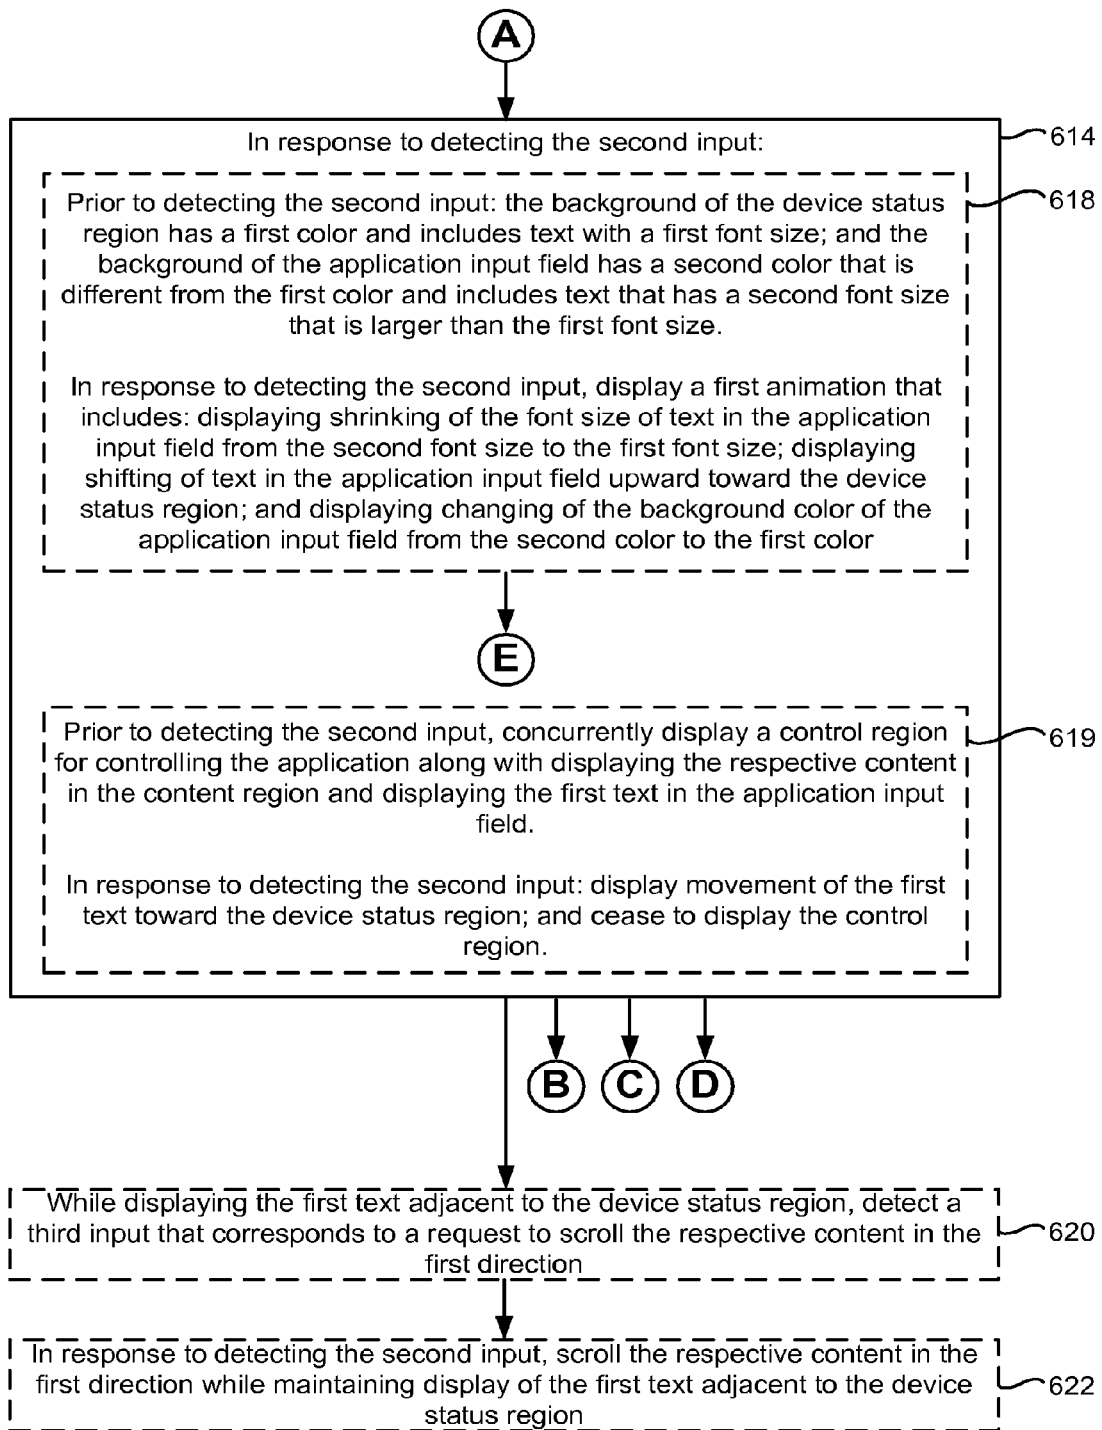 A
In response to detecting the second input:
614
Prior to detecting the second input: the background of the device status
region has a first color and includes text with a first font size; and the
background of the application input field has a second color that is
different from the first color and includes text that has a second font size
that is larger than the first font size.
618
In response to detecting the second input, display a first animation that
includes: displaying shrinking of the font size of text in the application
input field from the second font size to the first font size; displaying
shifting of text in the application input field upward toward the device
status region; and displaying changing of the background color of the
application input field from the second color to the first color
E
Prior to detecting the second input, concurrently display a control region
for controlling the application along with displaying the respective content
in the content region and displaying the first text in the application input
field.
619
In response to detecting the second input: display movement of the first
text toward the device status region; and cease to display the control
region.
B
C
D
While displaying the first text adjacent to the device status region, detect a
third input that corresponds to a request to scroll the respective content in the
first direction
620
In response to detecting the second input, scroll the respective content in the
first direction while maintaining display of the first text adjacent to the device
status region
622